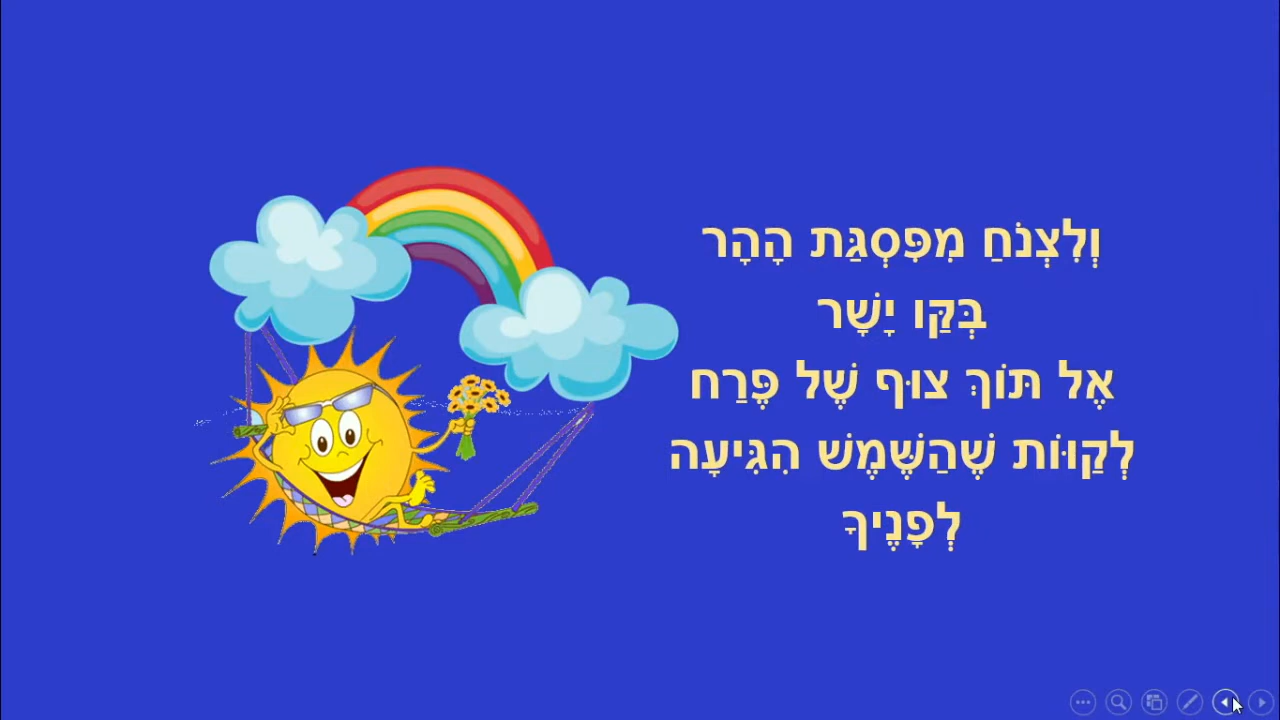 וְלִצְנֹחַ מִפִּסְגַּת הָהָר
בְּקַו יָשָׁר
אֶל תּוֹךְ צוּף שֶׁל פֶּרַח
לְקַוּוֹת שֶׁהַשֶּׁמֶשׁ הִגִּיעָה
לְפָנֶיךָ